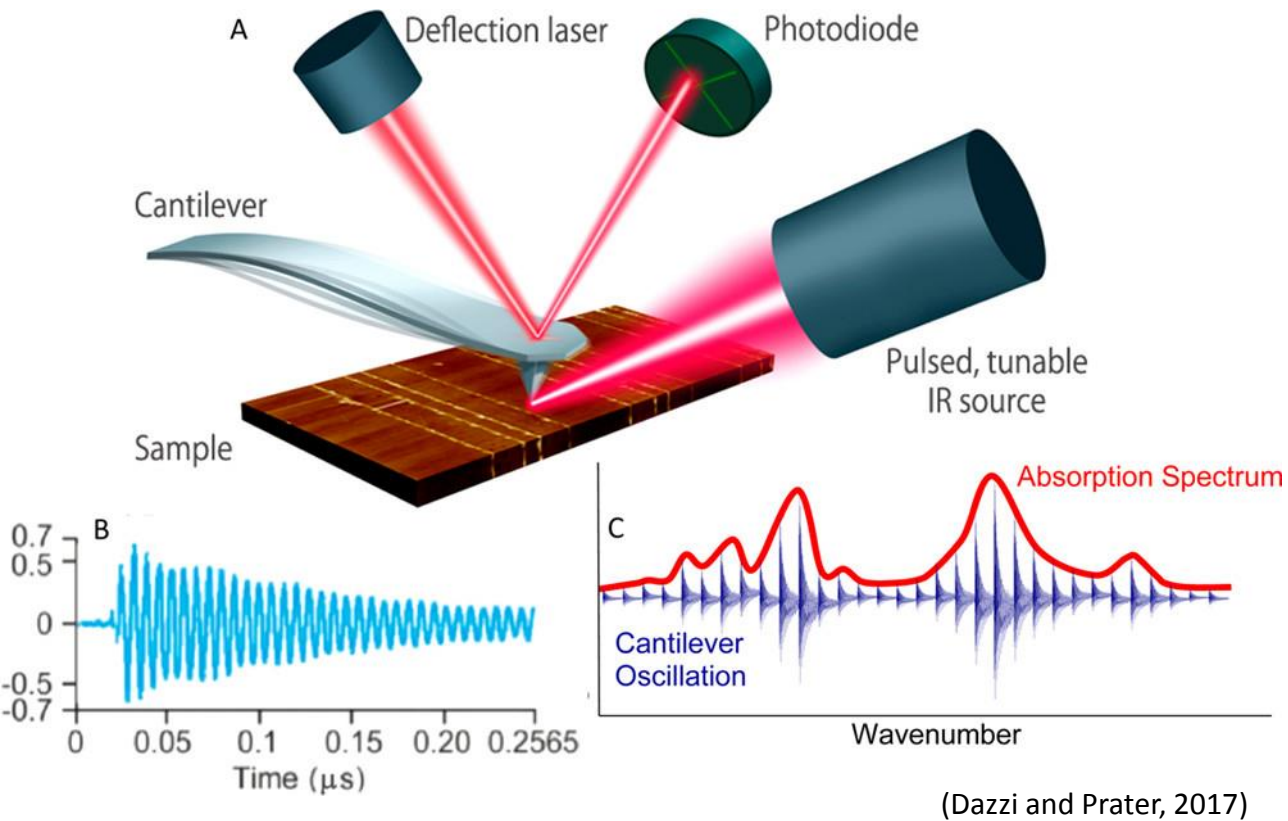 A
Deflection laser
Photodiode
Cantilever
Pulsed, tunable
IR source
Sample
B
0.7
0.5
0
-0.5
-0.7
0 0.05 0.1 0.15 0.20 0.2565
Time (μs)
C
Absorption Spectrum
Cantilever
Oscillation
Wavenumber
(Dazzi and Prater, 2017)